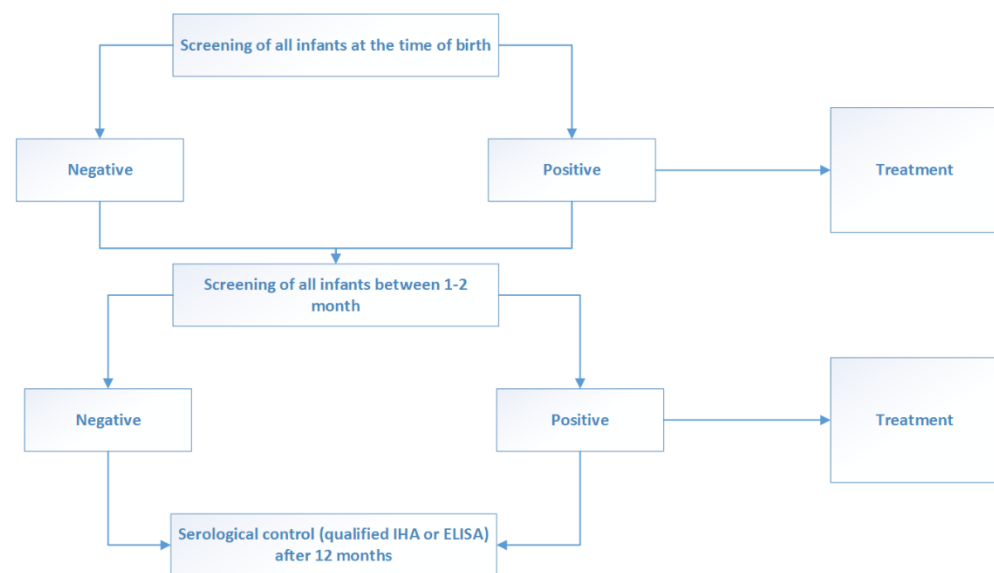 Screening of all infants at the time of birth
Negative
Positive
Treatment
Screening of all infants between 1-2
month
Negative
Positive
Treatment
Serological control (qualified IHA or ELISA)
after 12 months